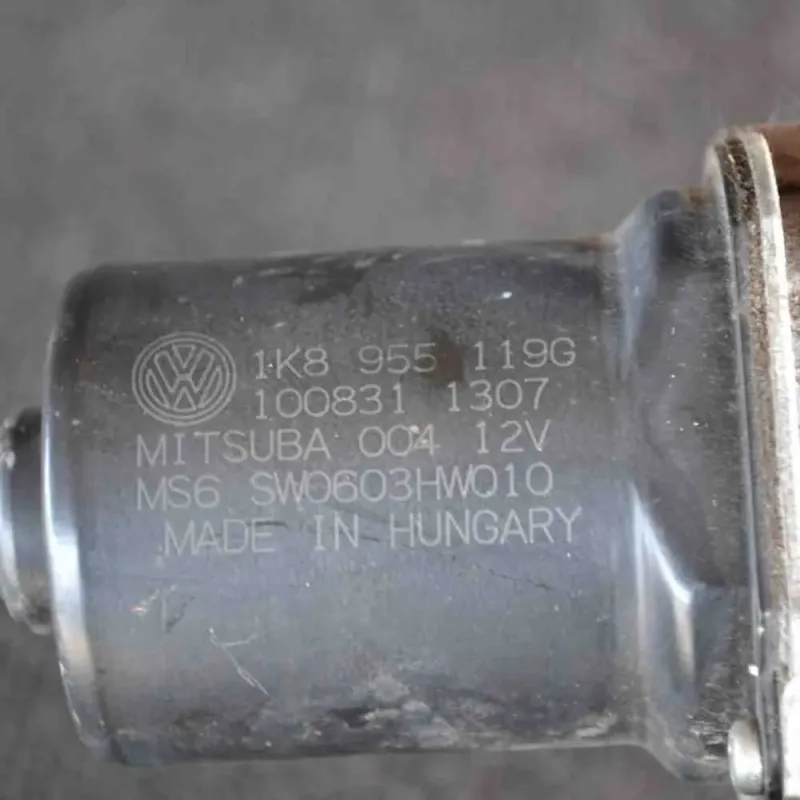 1K8 955 119G
100831 1307
MITSUBA 004 12V
MS6 SW0603HW010
MADE IN HUNGARY